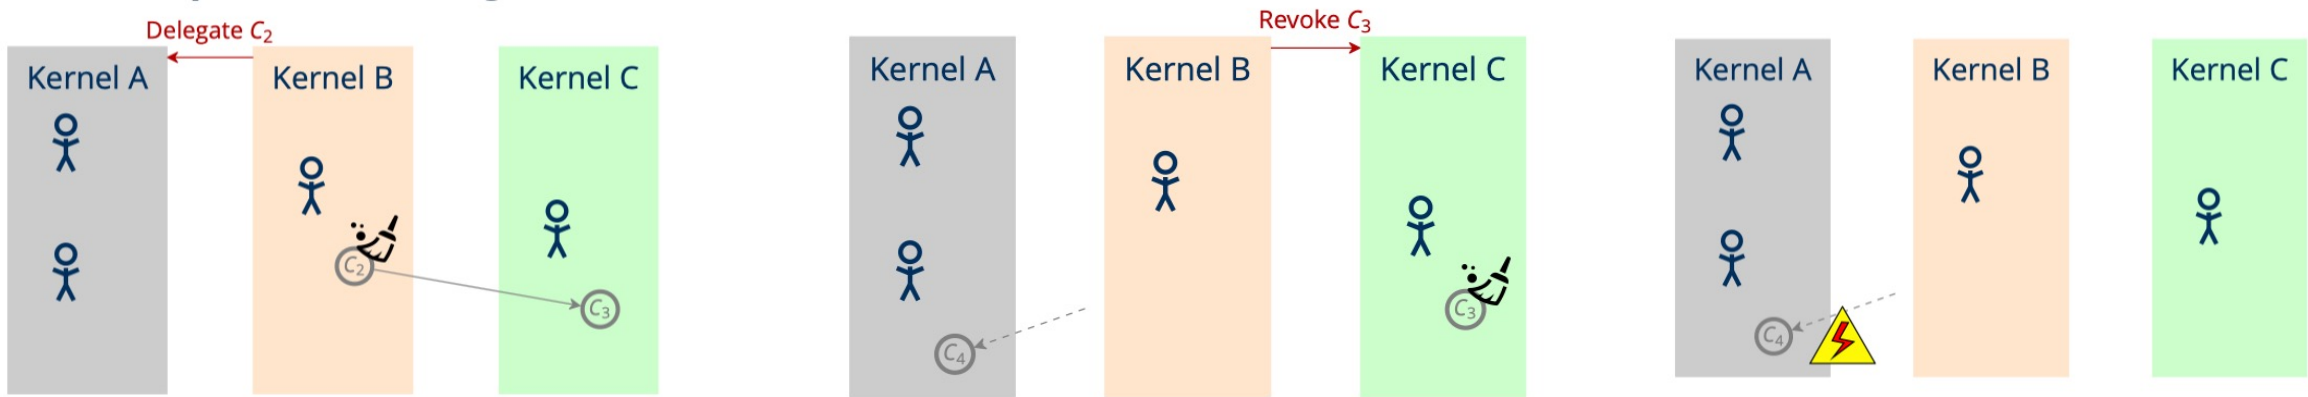 Delegate C2
Kernel A
Kernel B
Kernel C
C2
C3
Revoke C3
Kernel A
Kernel B
Kernel C
C3
C4
Kernel A
Kernel B
Kernel C
C4